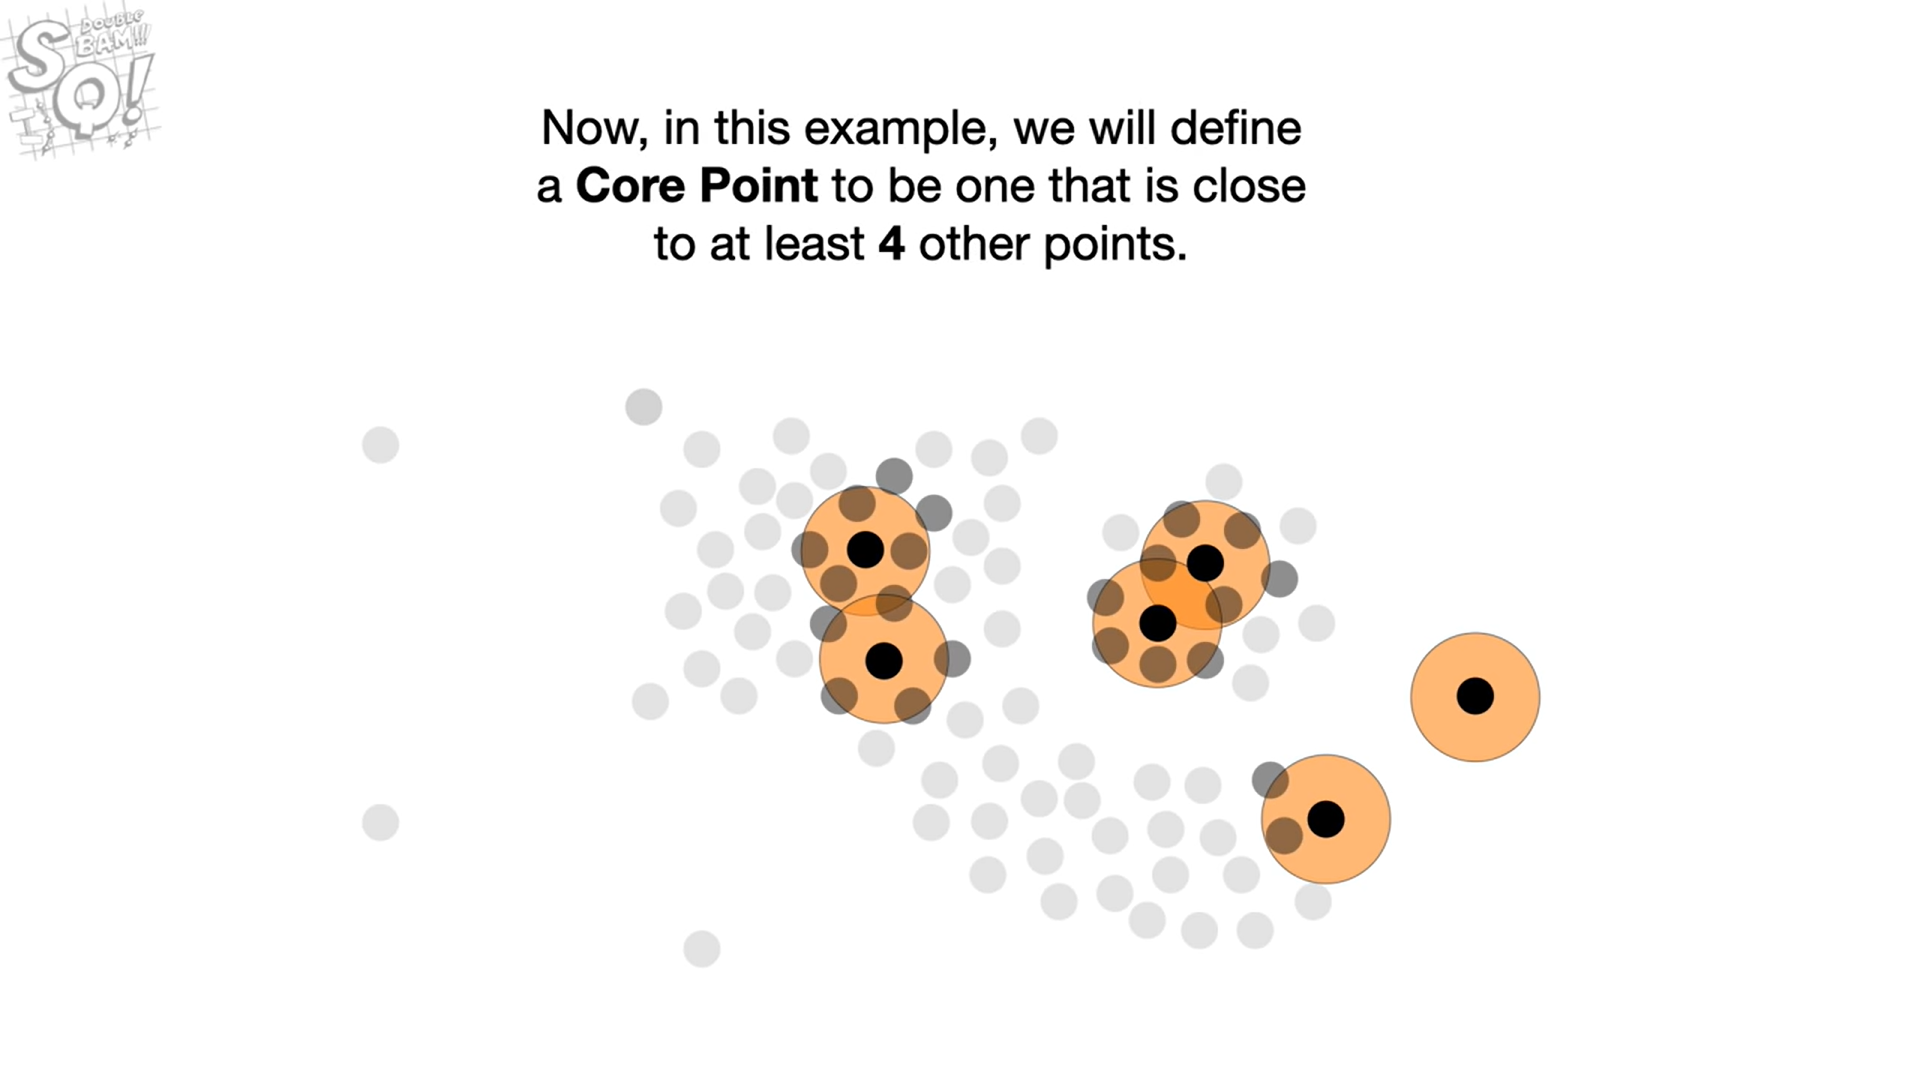 DOUBLE
BAM!!!
SQ!
Now, in this example, we will define
a Core Point to be one that is close
to at least 4 other points.